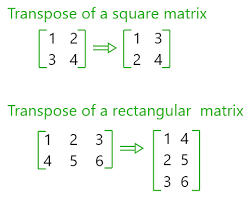 Transpose of a square matrix
1 2 1 3
3 4 2 4
Transpose of a rectangular matrix
1 2 3 1 4
4 5 6 2 5
3 6